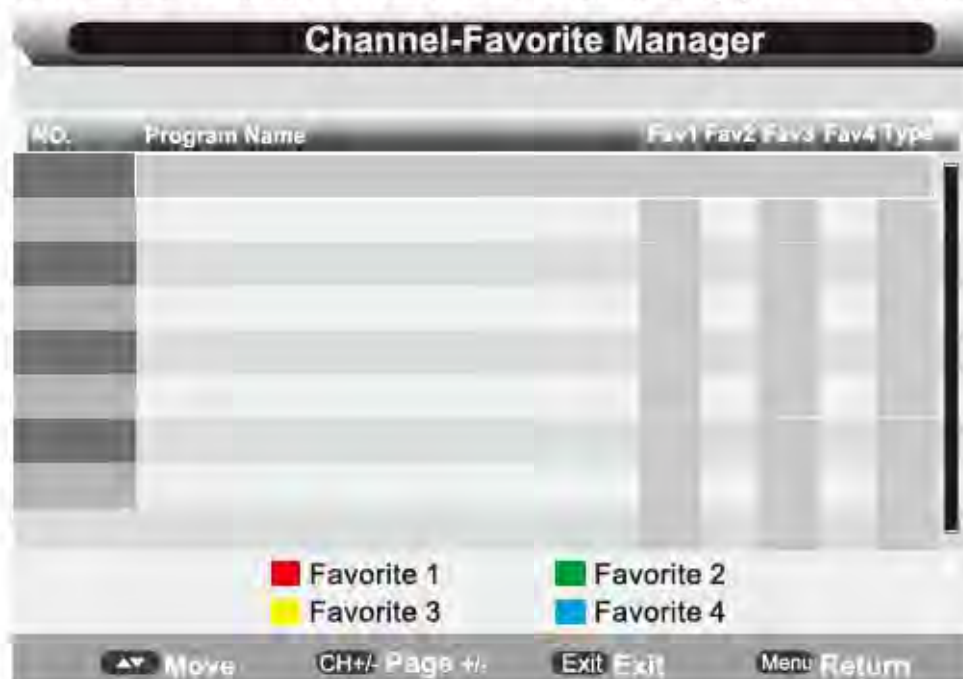 Channel-Favorite Manager
NO. Program Name Fav1 Fav2 Fav3 Fav4 Type
Favorite 1 Favorite 2
Favorite 3 Favorite 4
Move CH+/- Page +/- Exit Exit Menu Return